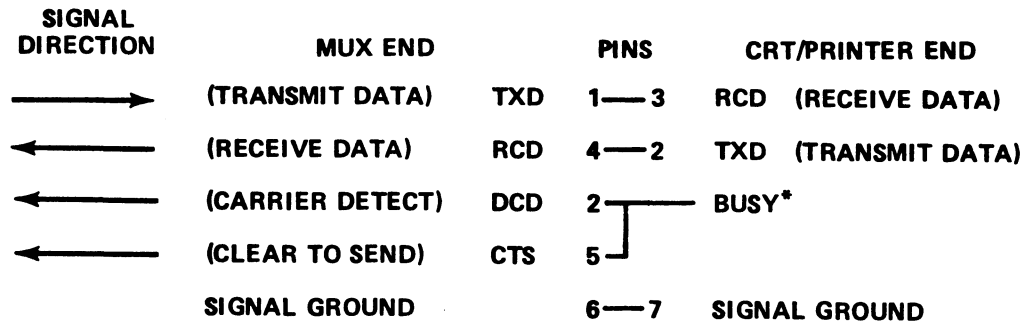 SIGNAL
DIRECTION MUX END PINS CRT/PRINTER END
(TRANSMIT DATA) TXD 1 3 RCD (RECEIVE DATA)
(RECEIVE DATA) RCD 4 2 TXD (TRANSMIT DATA)
(CARRIER DETECT) DCD 2 BUSY*
(CLEAR TO SEND) CTS 5
SIGNAL GROUND 6 7 SIGNAL GROUND